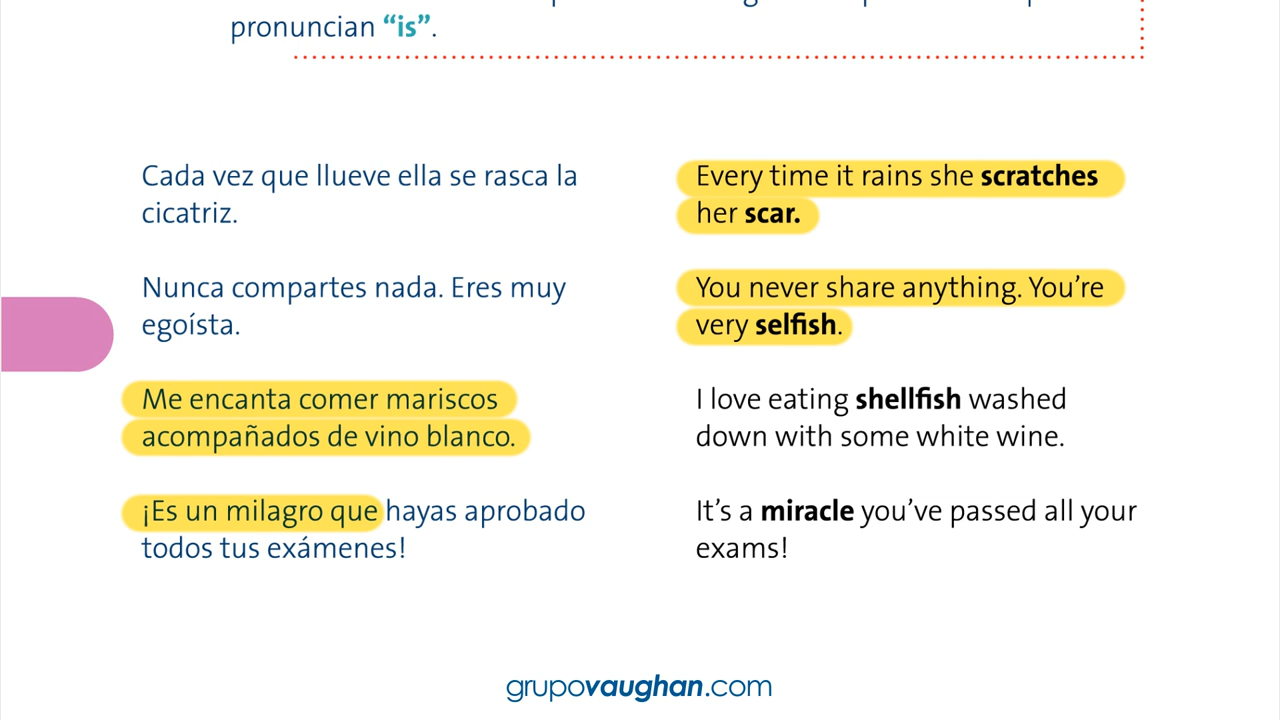 pronuncian “is”.
Cada vez que llueve ella se rasca la
cicatriz.
Every time it rains she scratches
her scar.
Nunca compartes nada. Eres muy
egoísta.
You never share anything. You’re
very selfish.
Me encanta comer mariscos
acompañados de vino blanco.
I love eating shellfish washed
down with some white wine.
¡Es un milagro que hayas aprobado
todos tus exámenes!
It’s a miracle you’ve passed all your
exams!
grupovaughan.com